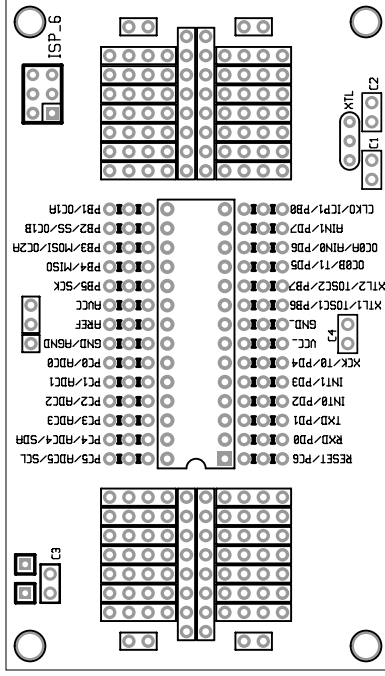 ISP_6
XTL
C2
C1
PB1/OC1A
CLKO/ICP1/PB0
PB2/SS/OC1B
AIN1/PD7
PB3/MOSI/OC2A
OC0A/AIN0/PD6
PB4/MISO
OC0B/T1/PD5
PB5/SCK
XTL2/TOSC2/PB7
AVCC
XTL1/TOSC1/PB6
AREF
GND_
GND/AGND
VCC_
C4
PC0/ADC0
XCK/T0/PD4
PC1/ADC1
INT1/PD3
PC2/ADC2
INT0/PD2
PC3/ADC3
TXD/PD1
PC4/ADC4/SDA
RXD/PD0
PC5/ADC5/SCL
RESET/PC6
C3